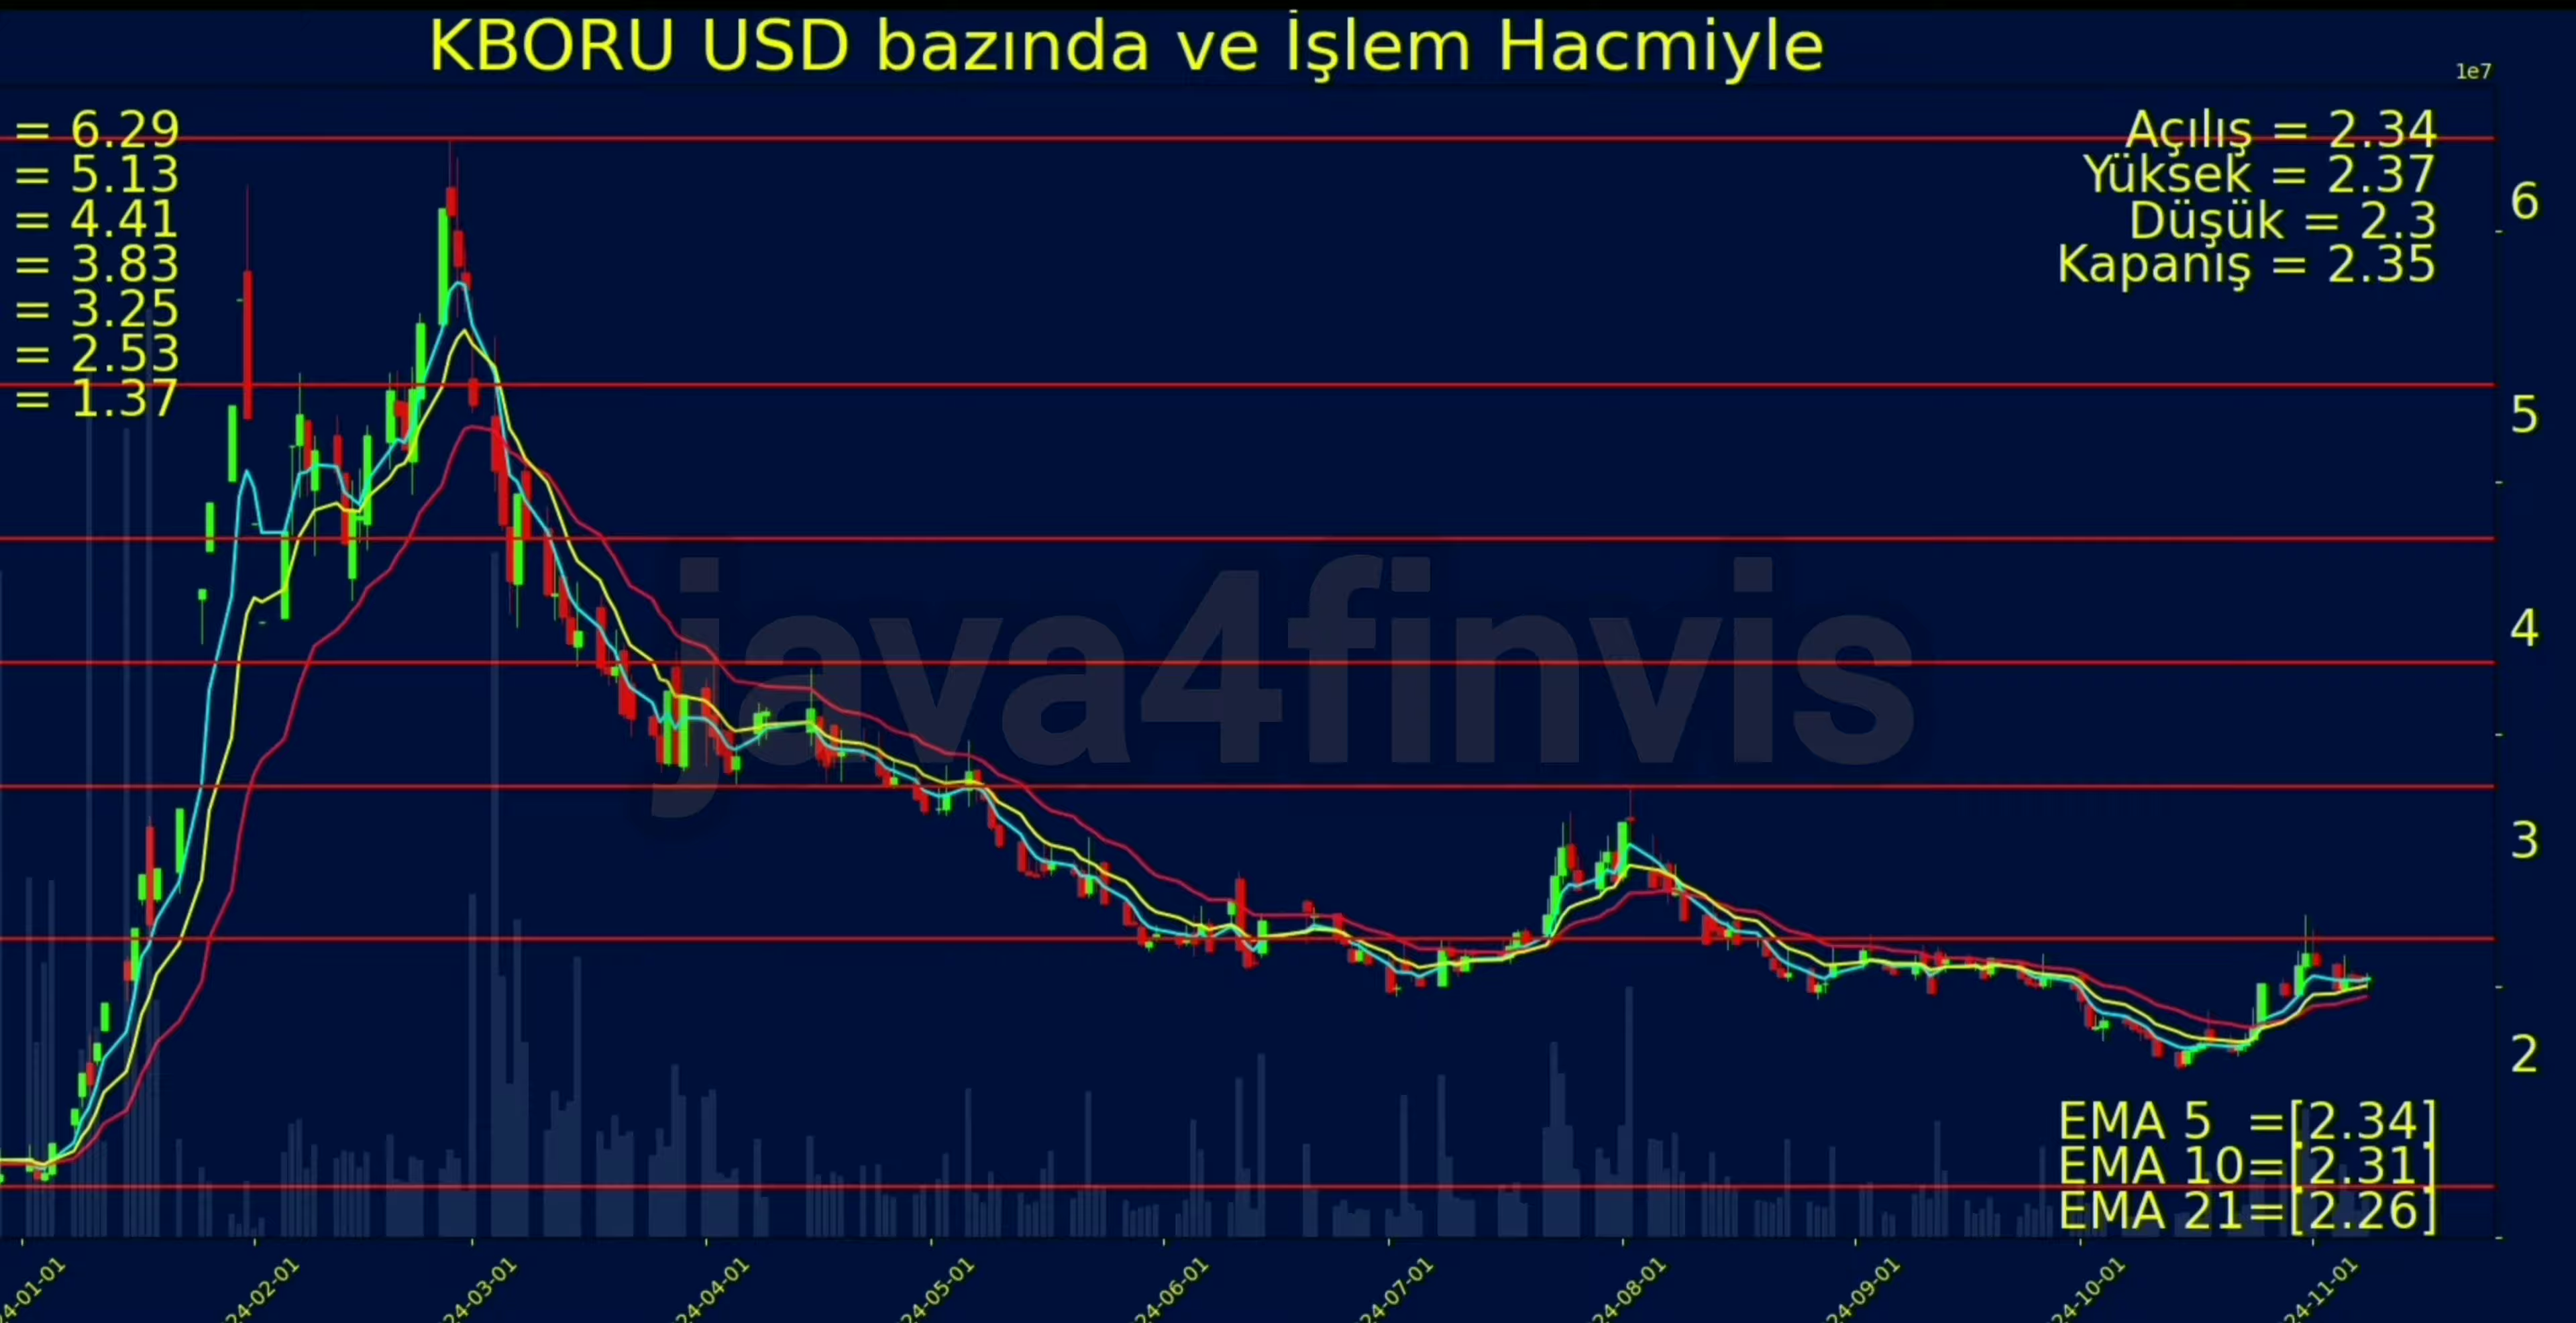 KBORU USD bazında ve İşlem Hacmiyle
1e7
= 6.29
= 5.13
= 4.41
= 3.83
= 3.25
= 2.53
= 1.37
Açılış = 2.34
Yüksek = 2.37
Düşük = 2.3
Kapanış = 2.35
6
5
4
3
2
java4finvis
EMA 5 =[2.34]
EMA 10=[2.31]
EMA 21=[2.26]
24-01-01
24-02-01
24-03-01
24-04-01
24-05-01
24-06-01
24-07-01
24-08-01
24-09-01
24-10-01
24-11-01